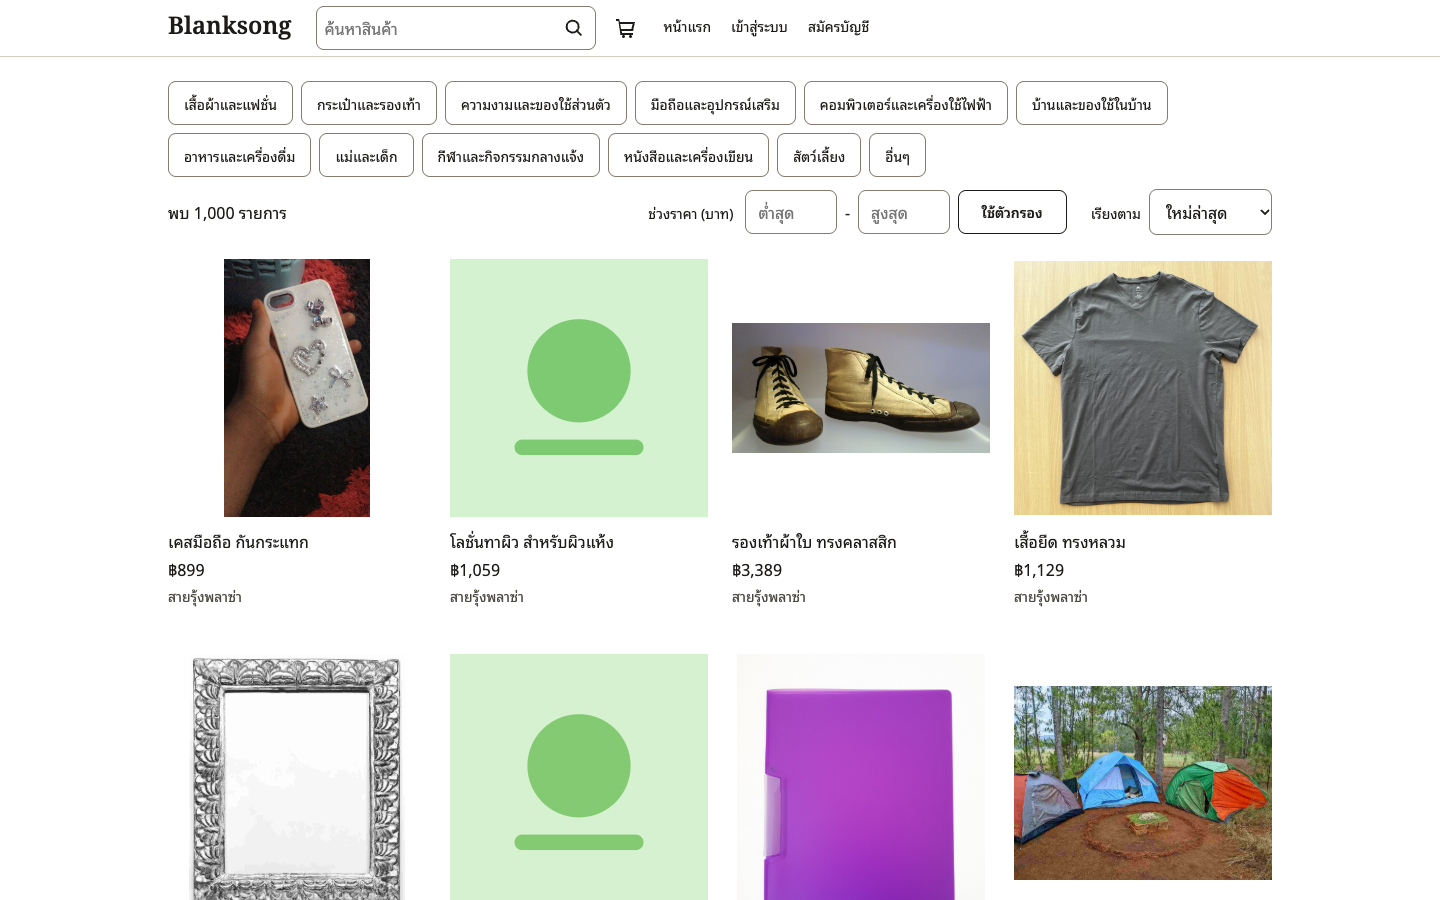 Blanksong
ค้นหาสินค้า
หน้าแรก
เข้าสู่ระบบ
สมัครบัญชี
เสื้อผ้าและแฟชั่น
กระเป๋าและรองเท้า
ความงามและของใช้ส่วนตัว
มือถือและอุปกรณ์เสริม
คอมพิวเตอร์และเครื่องใช้ไฟฟ้า
บ้านและของใช้ในบ้าน
อาหารและเครื่องดื่ม
แม่และเด็ก
กีฬาและกิจกรรมกลางแจ้ง
หนังสือและเครื่องเขียน
สัตว์เลี้ยง
อื่นๆ
พบ 1,000 รายการ
ช่วงราคา (บาท)
ต่ำสุด
-
สูงสุด
ใช้ตัวกรอง
เรียงตาม
ใหม่ล่าสุด
เคสมือถือ กันกระแทก
฿899
สายรุ้งพลาซ่า
โลชั่นทาผิว สำหรับผิวแห้ง
฿1,059
สายรุ้งพลาซ่า
รองเท้าผ้าใบ ทรงคลาสสิก
฿3,389
สายรุ้งพลาซ่า
เสื้อยืด ทรงหลวม
฿1,129
สายรุ้งพลาซ่า